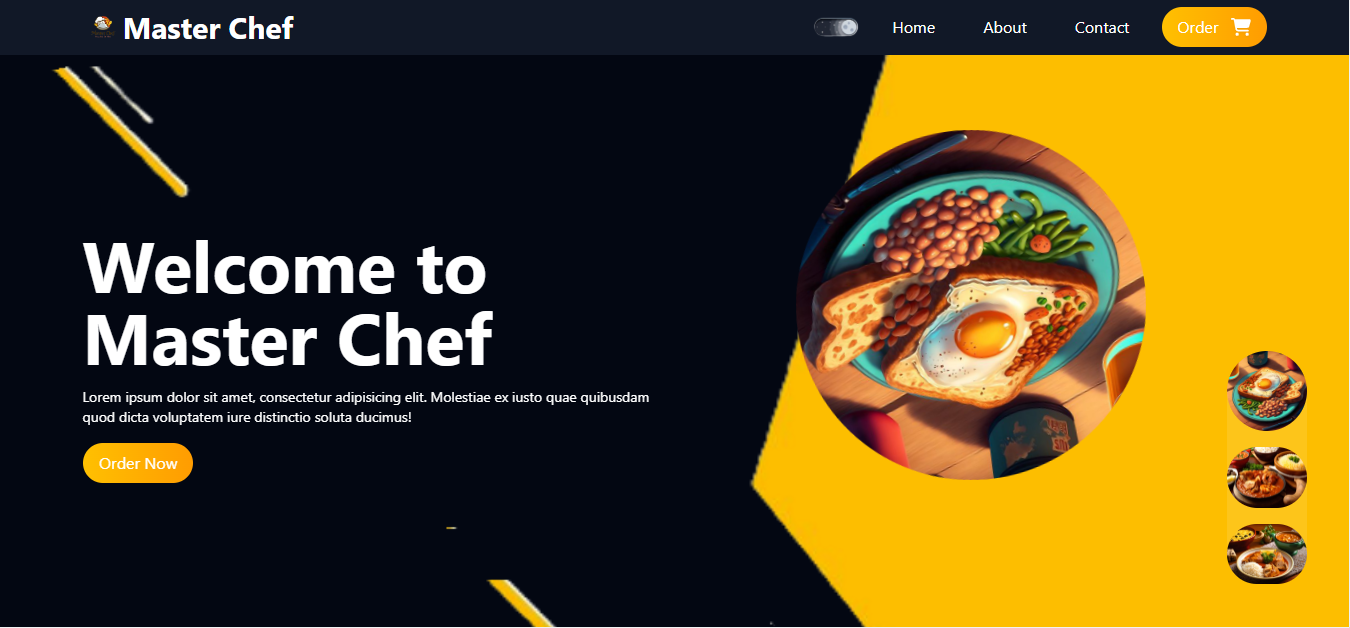 Master Chef
Home
About
Contact
Order
Welcome to
Master Chef
Lorem ipsum dolor sit amet, consectetur adipisicing elit. Molestiae ex iusto quae quibusdam
quod dicta voluptatem iure distinctio soluta ducimus!
Order Now